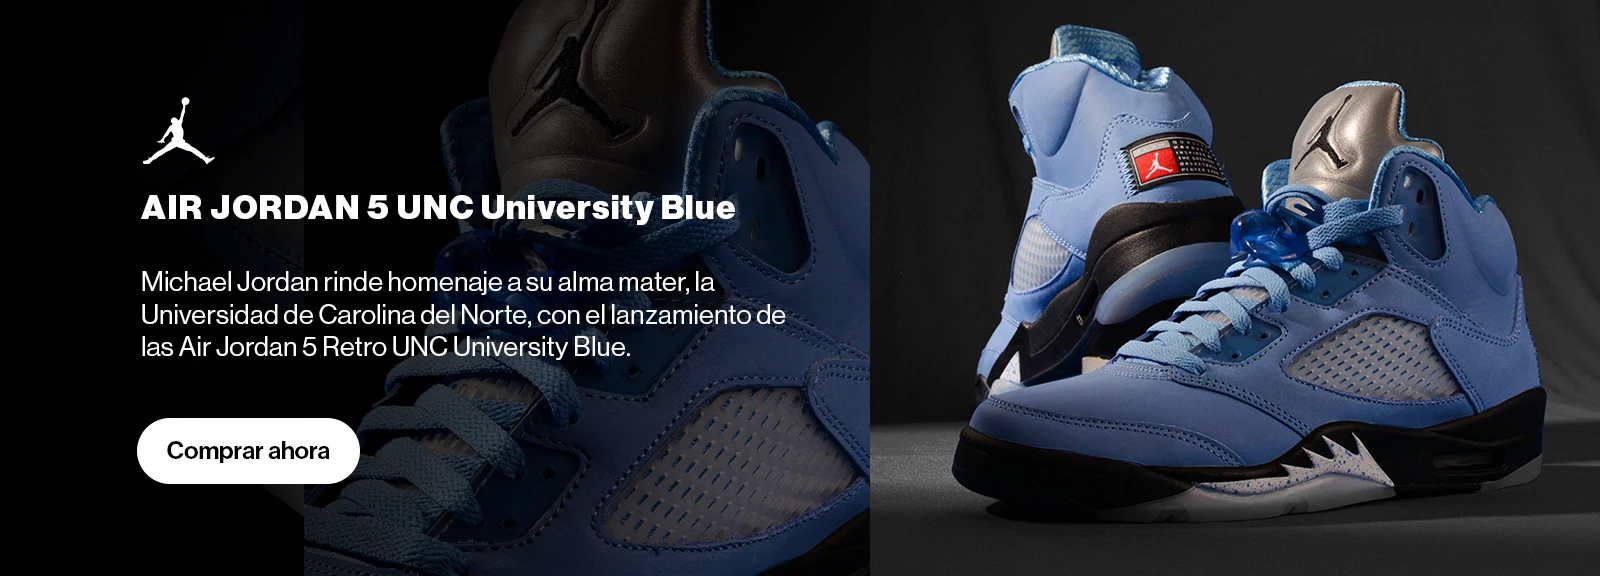 AIR JORDAN 5 UNC University Blue
Michael Jordan rinde homenaje a su alma mater, la
Universidad de Carolina del Norte, con el lanzamiento de
las Air Jordan 5 Retro UNC University Blue.
Comprar ahora